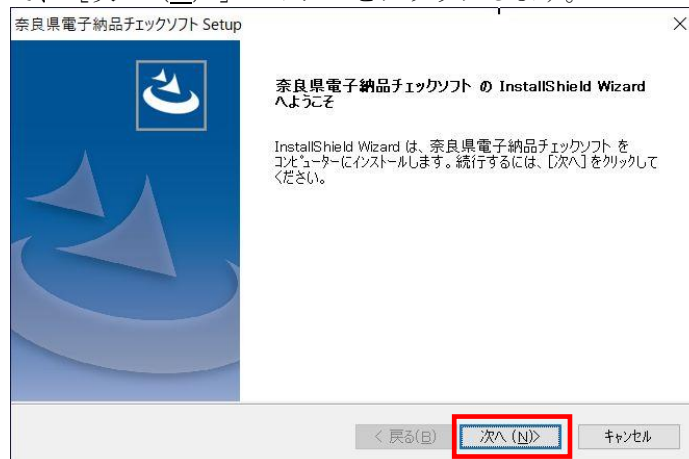 奈良県電子納品チェックソフト Setup
奈良県電子納品チェックソフト の InstallShield Wizard
へようこそ
InstallShield Wizard は、奈良県電子納品チェックソフト を
コンピューターにインストールします。続行するには、[次へ]をクリックして
ください。
< 戻る(B)
次へ (N)>
キャンセル